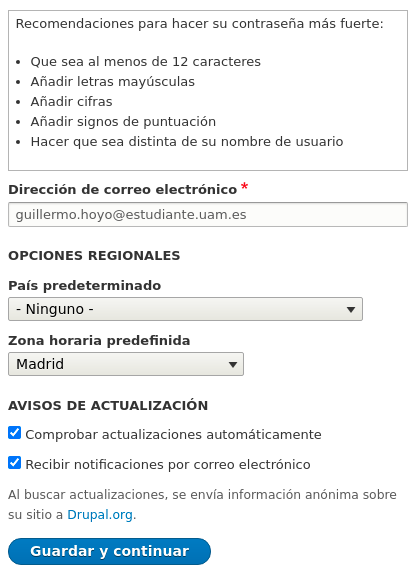 Recomendaciones para hacer su contraseña más fuerte:
• Que sea al menos de 12 caracteres
• Añadir letras mayúsculas
• Añadir cifras
• Añadir signos de puntuación
• Hacer que sea distinta de su nombre de usuario
Dirección de correo electrónico *
guillermo.hoyo@estudiante.uam.es
OPCIONES REGIONALES
País predeterminado
- Ninguno -
Zona horaria predefinida
Madrid
AVISOS DE ACTUALIZACIÓN
Comprobar actualizaciones automáticamente
Recibir notificaciones por correo electrónico
Al buscar actualizaciones, se envía información anónima sobre
su sitio a Drupal.org.
Guardar y continuar